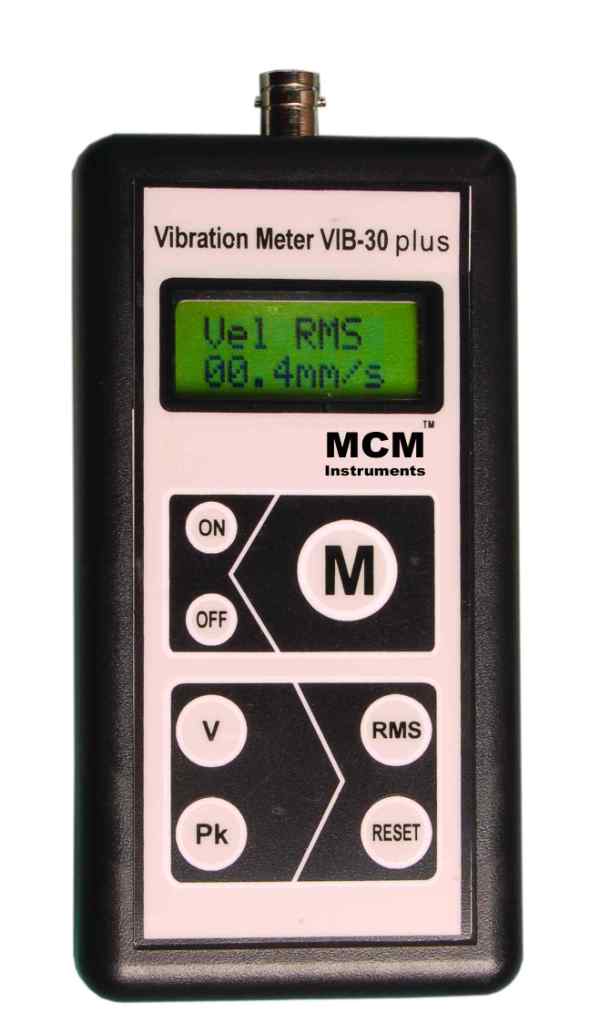 Vibration Meter VIB-30 plus
Vel RMS
00.4mm/s
MCM™
Instruments
ON
M
OFF
V
RMS
Pk
RESET